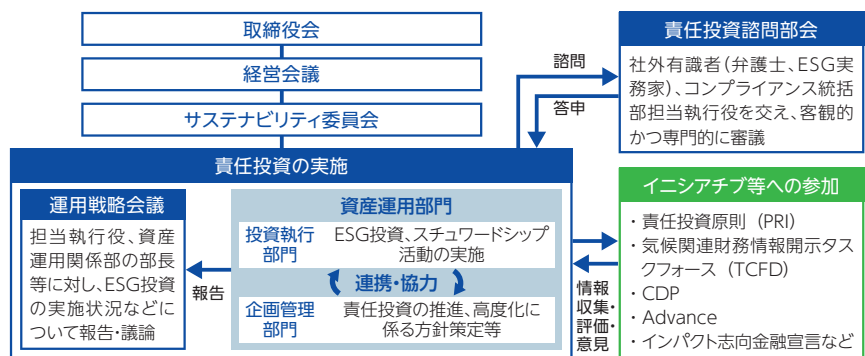 取締役会
経営会議
サステナビリティ委員会
諮問
答申
責任投資諮問部会
社外有識者(弁護士、ESG実
務家)、コンプライアンス統括
部担当執行役を交え、客観的
かつ専門的に審議
責任投資の実施
運用戦略会議
担当執行役、資産
運用関係部の部長
等に対し、ESG投資
の実施状況などに
ついて報告・議論
報告
資産運用部門
投資執行
部門
ESG投資、スチュワードシップ
活動の実施
連携・協力
企画管理
部門
責任投資の推進、高度化に
係る方針策定等
情報
収集・
評価・
意見
イニシアチブ等への参加
・責任投資原則（PRI）
・気候関連財務情報開示タス
クフォース（TCFD）
・CDP
・Advance
・インパクト志向金融宣言など